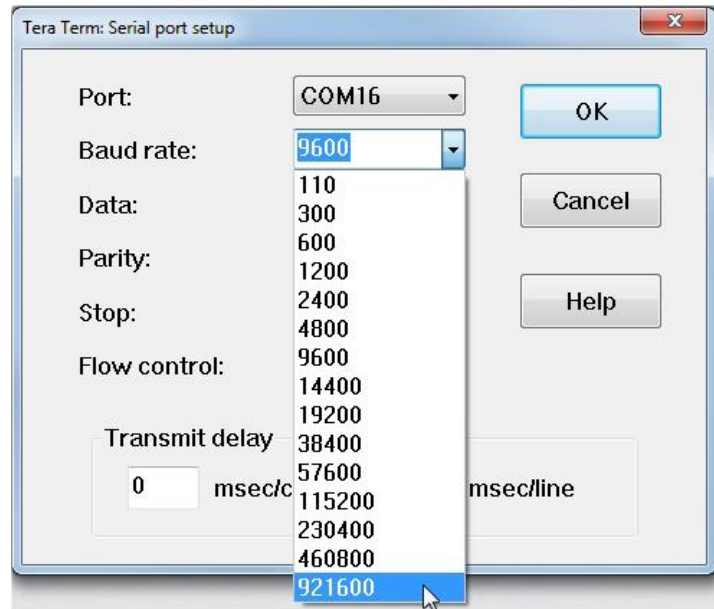 Tera Term: Serial port setup
Port:
COM16
OK
Baud rate:
9600
110
300
600
1200
2400
4800
9600
14400
19200
38400
57600
115200
230400
460800
921600
Data:
Cancel
Parity:
Stop:
Help
Flow control:
Transmit delay
0
msec/c
msec/line